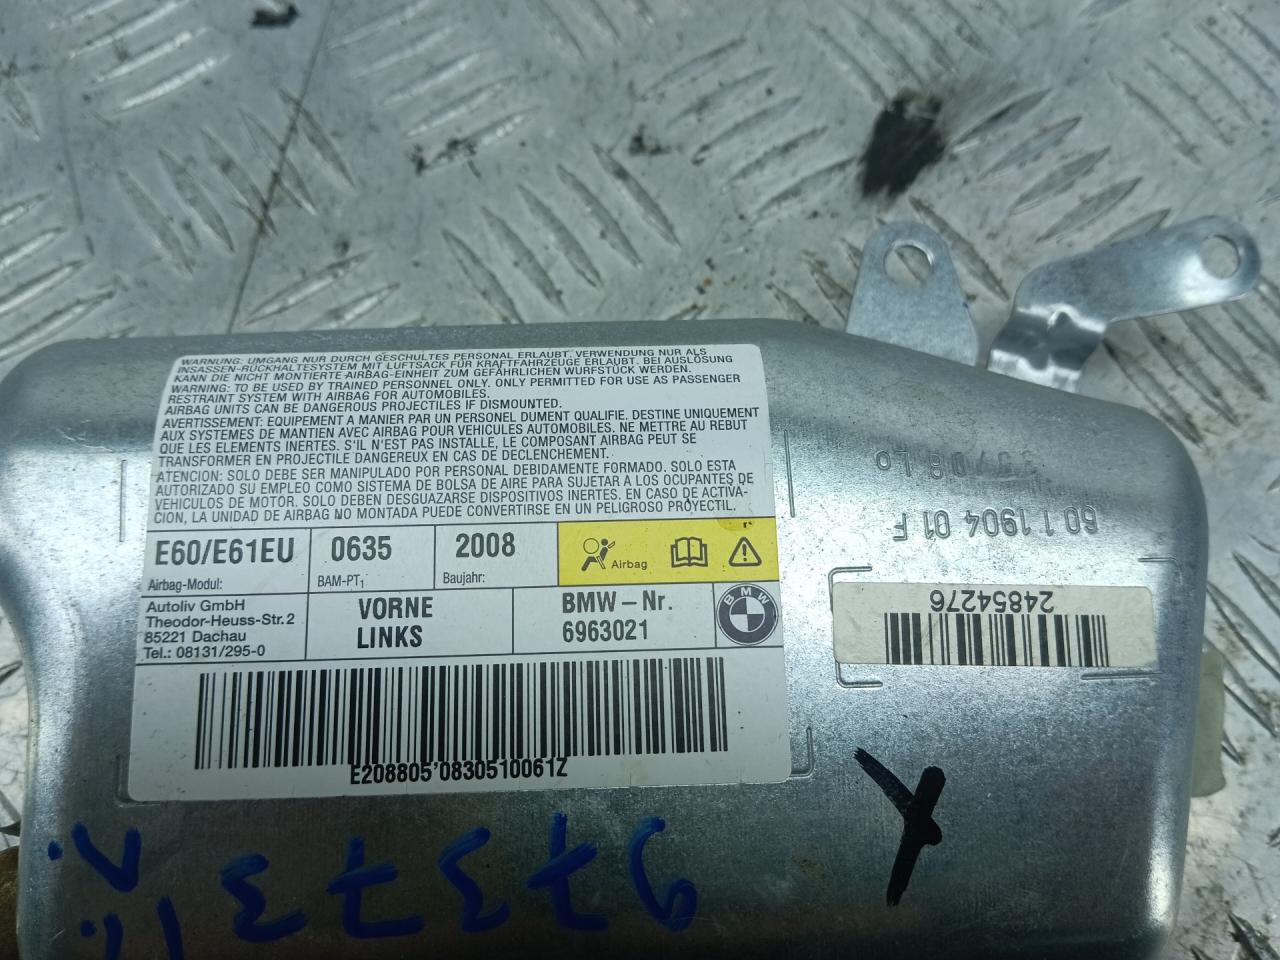 WARNUNG: UMGANG NUR DURCH GESCHULTES PERSONAL ERLAUBT. VERWENDUNG NUR ALS
INSASSEN-RÜCKHALTESYSTEM MIT LUFTSACK FÜR KRAFTFAHRZEUGE ERLAUBT. BEI AUSLÖSUNG
KANN DIE NICHT MONTIERTE AIRBAG-EINHEIT ZUM GEFÄHRLICHEN WURFSTÜCK WERDEN.
WARNING: TO BE USED BY TRAINED PERSONNEL ONLY. ONLY PERMITTED FOR USE AS PASSENGER
RESTRAINT SYSTEM WITH AIRBAG FOR AUTOMOBILES.
AIRBAG UNITS CAN BE DANGEROUS PROJECTILES IF DISMOUNTED.
AVERTISSEMENT: EQUIPEMENT A MANIER PAR UN PERSONEL DUMENT QUALIFIE. DESTINE UNIQUEMENT
AUX SYSTEMES DE MANTIEN AVEC AIRBAG POUR VEHICULES AUTOMOBILES. NE METTRE AU REBUT
QUE LES ELEMENTS INERTES. S'IL N'EST PAS INSTALLE, LE COMPOSANT AIRBAG PEUT SE
TRANSFORMER EN PROJECTILE DANGEREUX EN CAS DE DECLENCHEMENT.
ATENCION: SOLO DEBE SER MANIPULADO POR PERSONAL DEBIDAMENTE FORMADO. SOLO ESTA
AUTORIZADO SU EMPLEO COMO SISTEMA DE BOLSA DE AIRE PARA SUJETAR A LOS OCUPANTES DE
VEHICULOS DE MOTOR. SOLO DEBEN DESGUAZARSE DISPOSITIVOS INERTES. EN CASO DE ACTIVA-
CION, LA UNIDAD DE AIRBAG NO MONTADA PUEDE CONVERTIRSE EN UN PELIGROSO PROYECTIL.
E60/E61EU 0635 2008
Airbag-Modul: BAM-PT1 Baujahr: Airbag
Autoliv GmbH
Theodor-Heuss-Str. 2
85221 Dachau
Tel.: 08131/295-0
VORNE
LINKS
BMW-Nr.
6963021
BMW
E208805'0830510061Z
601 1904 01 F
24854276
97373